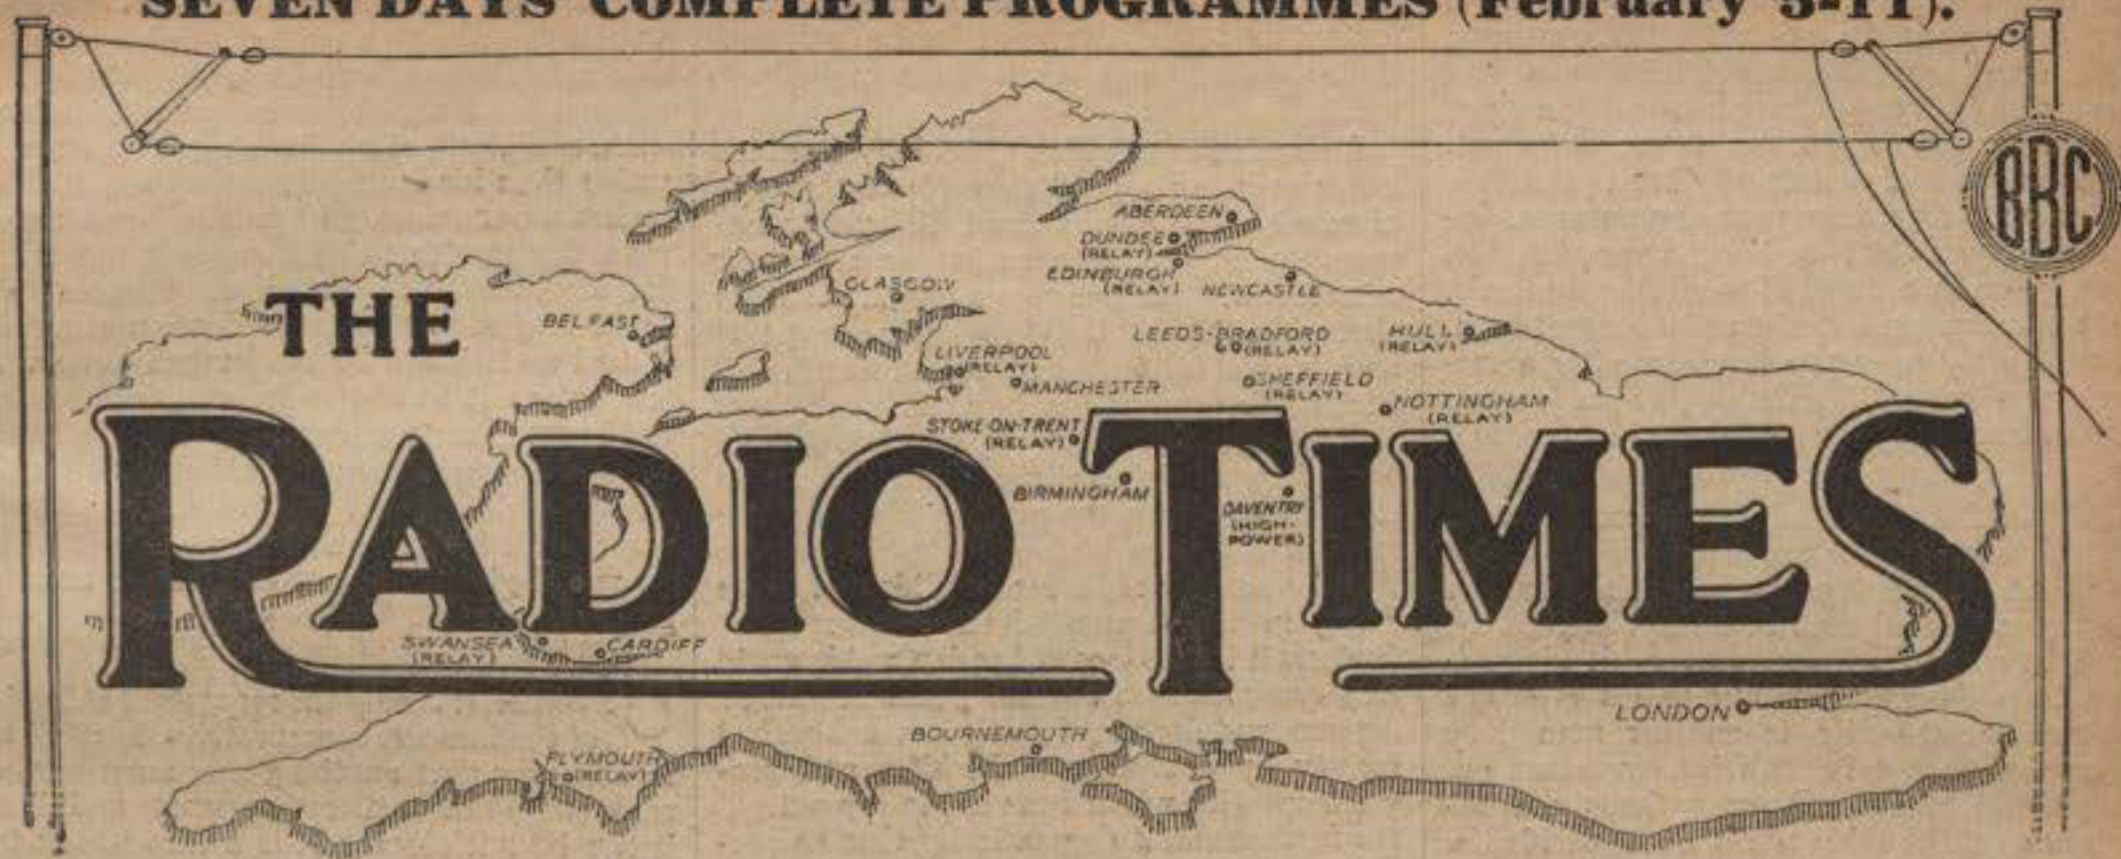 SEVEN DAYS' COMPLETE PROGRAMMES (February 5-11).
BBC
ABERDEEN
DUNDEE
(RELAY)
EDINBURGH
(RELAY)
NEWCASTLE
GLASGOW
THE
BELFAST
LEEDS-BRADFORD
(RELAY)
HULL
(RELAY)
LIVERPOOL
(RELAY)
MANCHESTER
SHEFFIELD
(RELAY)
NOTTINGHAM
(RELAY)
STOKE-ON-TRENT
(RELAY)
RADIO TIMES
BIRMINGHAM
DAVENTRY
(HIGH-
POWER)
SWANSEA
(RELAY)
CARDIFF
LONDON
BOURNEMOUTH
PLYMOUTH
(RELAY)